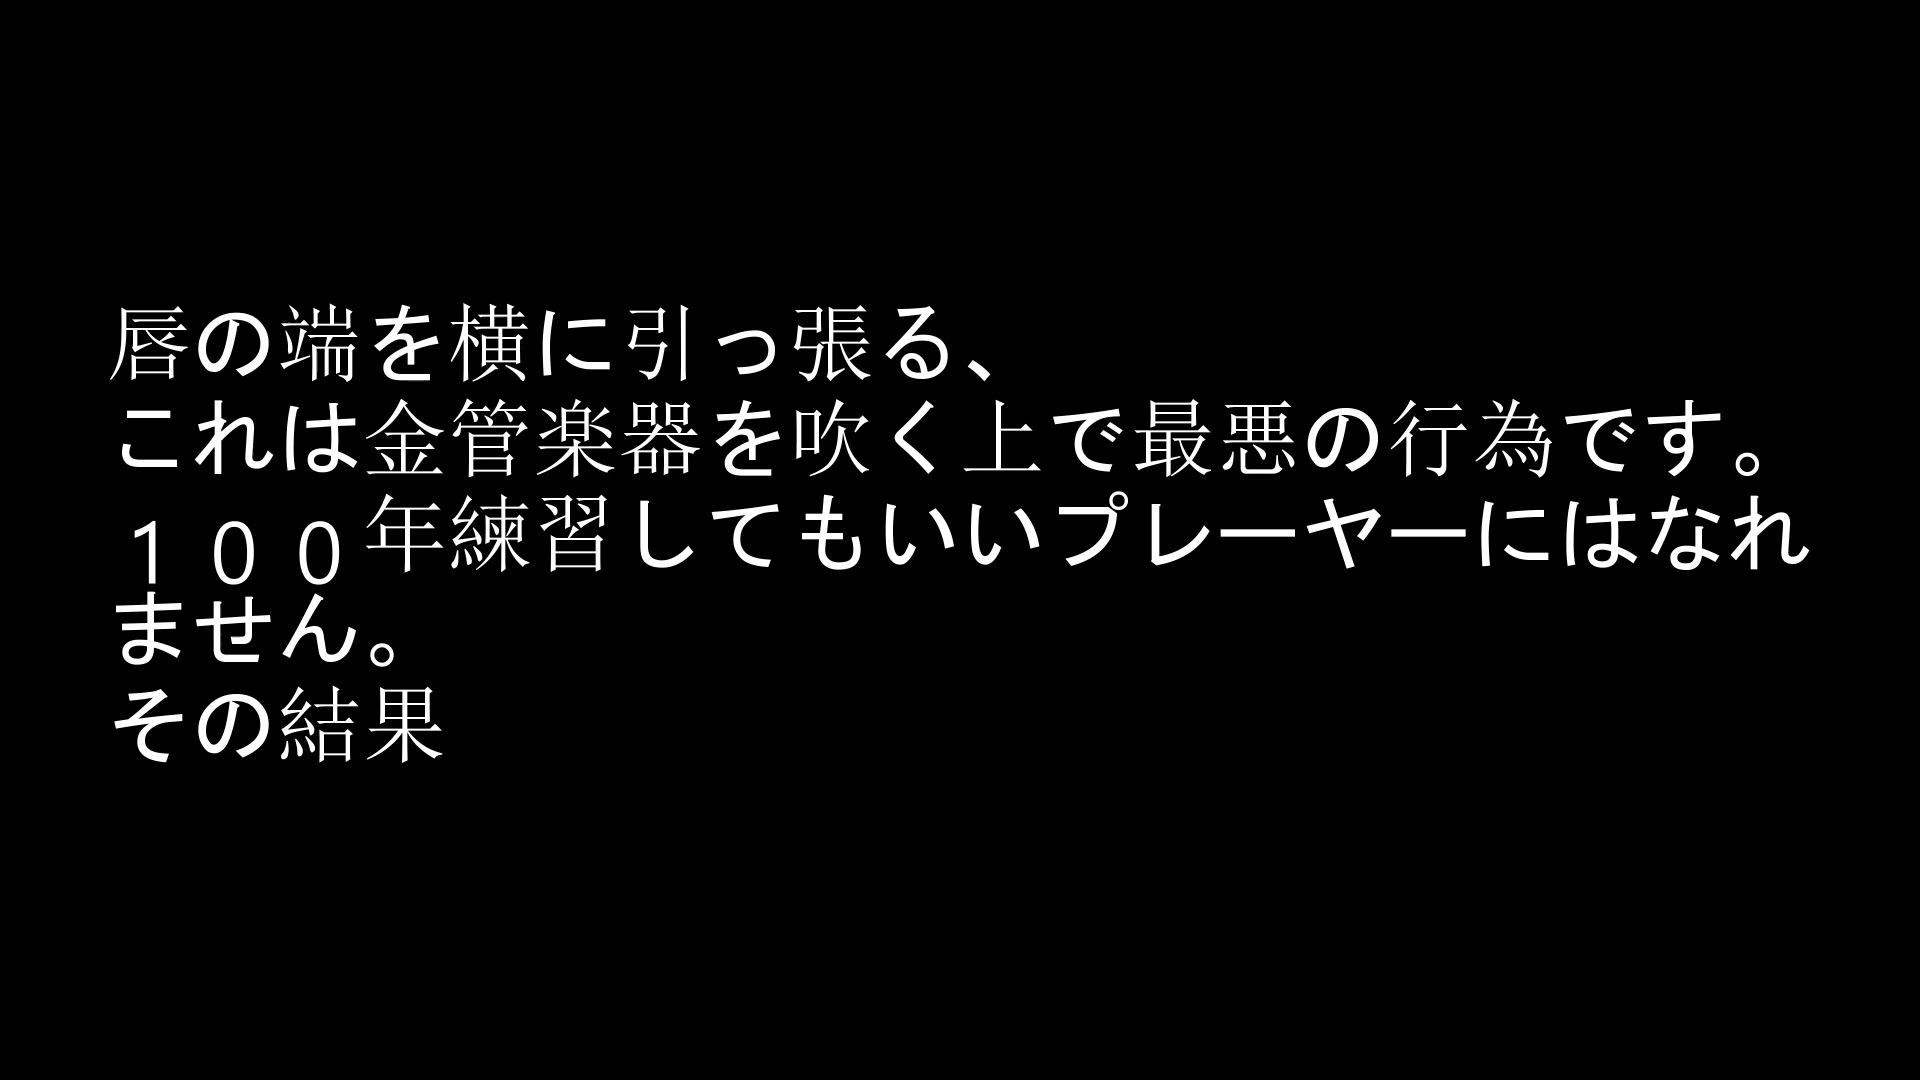 唇の端を横に引っ張る、
これは金管楽器を吹く上で最悪の行為です。
１００年練習してもいいプレーヤーにはなれ
ません。
その結果